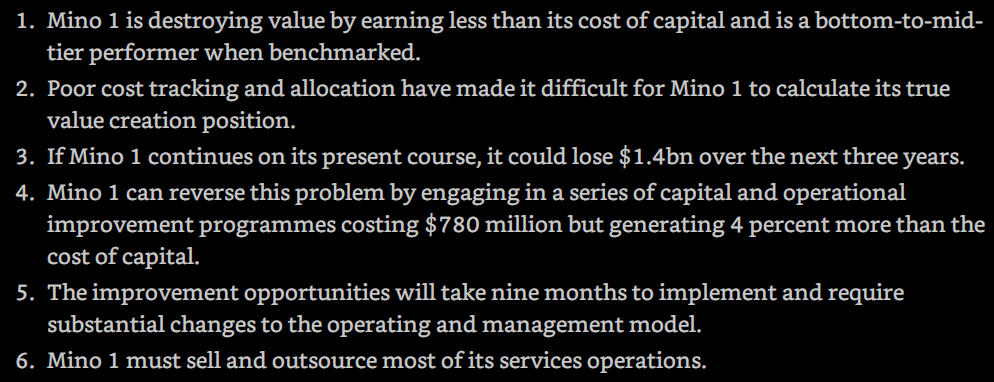 1. Mino 1 is destroying value by earning less than its cost of capital and is a bottom-to-mid-
tier performer when benchmarked.
2. Poor cost tracking and allocation have made it difficult for Mino 1 to calculate its true
value creation position.
3. If Mino 1 continues on its present course, it could lose $1.4bn over the next three years.
4. Mino 1 can reverse this problem by engaging in a series of capital and operational
improvement programmes costing $780 million but generating 4 percent more than the
cost of capital.
5. The improvement opportunities will take nine months to implement and require
substantial changes to the operating and management model.
6. Mino 1 must sell and outsource most of its services operations.